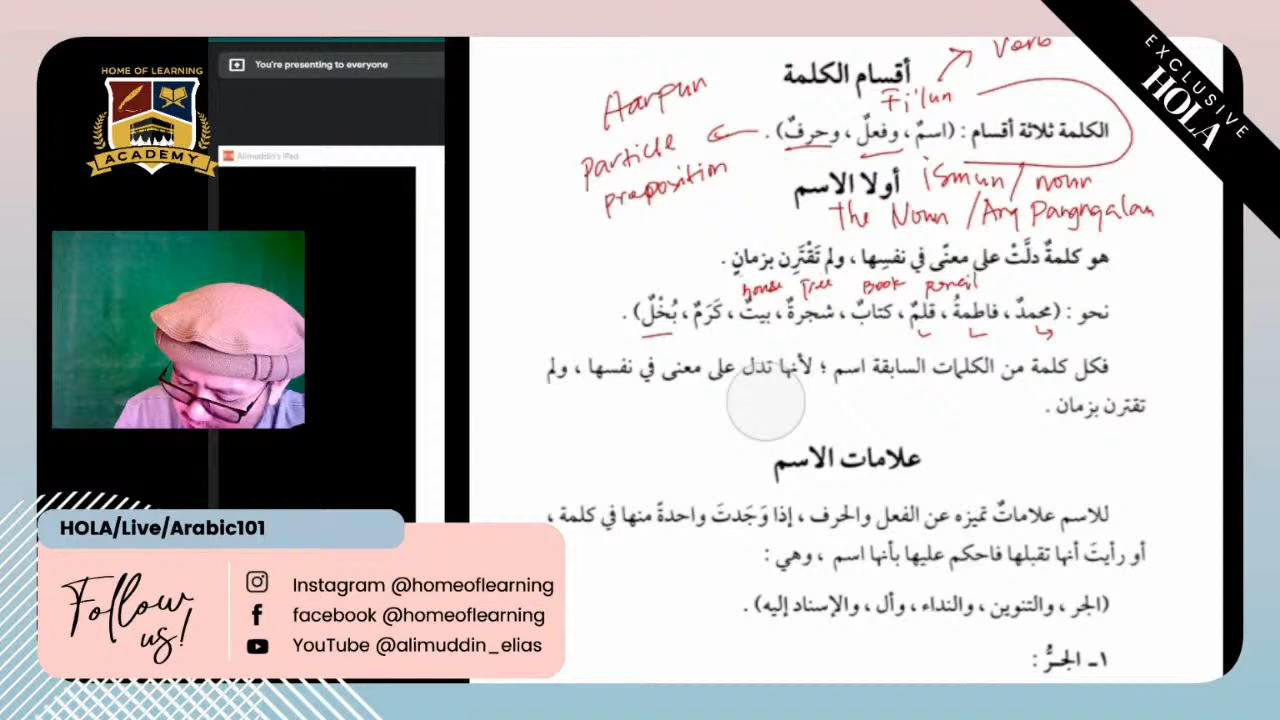 HOME OF LEARNING
ACADEMY
You're presenting to everyone
Alimuddin's iPad
EXCLUSIVE
HOLA
Verb
أقسام الكلمة
Fi'lun
Aarpun
الكلمة ثلاثة أقسام : (اسمٌ ، وفعلٌ ، وحرفٌ) .
Particle
preposition
أولا الاسم
ismun / noun
The Noun / Ang Pangngalan
هو كلمةٌ دلَّتْ على معنًى في نفسِها ، ولم تَقْتَرِن بزمانٍ .
house Tree Book pencil
نحو : (محمدٌ ، فاطمةُ ، قلمٌ ، كتابٌ ، شجرةٌ ، بيتٌ ، كَرَمٌ ، بُخْلٌ) .
فكل كلمة من الكلمات السابقة اسم ؛ لأنها تدل على معنى في نفسها ، ولم
تقترن بزمان .
علامات الاسم
للاسم علاماتٌ تميزه عن الفعل والحرف ، إذا وَجَدتَ واحدةً منها في كلمة ،
أو رأيتَ أنها تقبلها فاحكم عليها بأنها اسم ، وهي :
(الجر ، والتنوين ، والنداء ، وأل ، والإسناد إليه) .
١ـ الجـرُّ :
HOLA/Live/Arabic101
Follow us!
Instagram @homeoflearning
facebook @homeoflearning
YouTube @alimuddin_elias